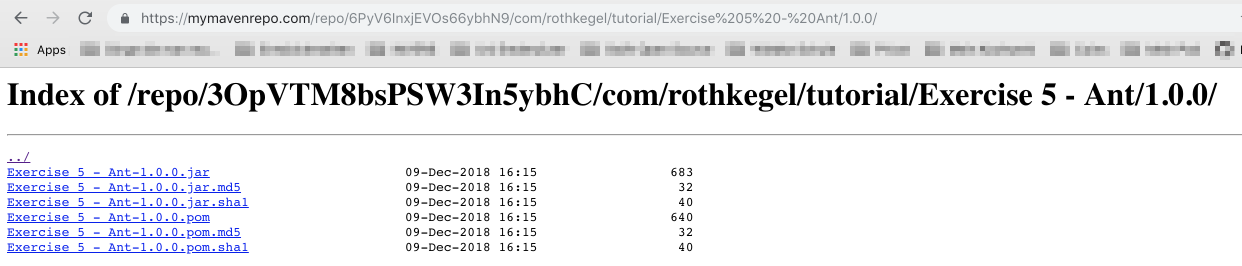 https://mymavenrepo.com/repo/6PyV6InxjEVOs66ybhN9/com/rothkegel/tutorial/Exercise%205%20-%20Ant/1.0.0/
Apps
Index of /repo/3OpVTM8bsPSW3In5ybhC/com/rothkegel/tutorial/Exercise 5 - Ant/1.0.0/
../
Exercise 5 - Ant-1.0.0.jar 09-Dec-2018 16:15 683
Exercise 5 - Ant-1.0.0.jar.md5 09-Dec-2018 16:15 32
Exercise 5 - Ant-1.0.0.jar.sha1 09-Dec-2018 16:15 40
Exercise 5 - Ant-1.0.0.pom 09-Dec-2018 16:15 640
Exercise 5 - Ant-1.0.0.pom.md5 09-Dec-2018 16:15 32
Exercise 5 - Ant-1.0.0.pom.sha1 09-Dec-2018 16:15 40